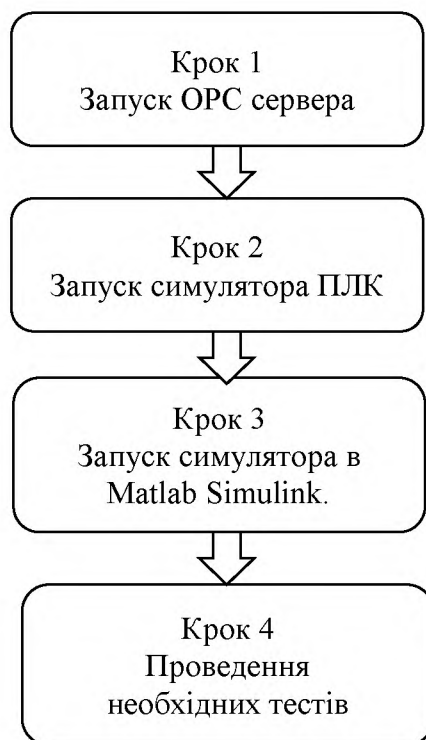 Крок 1
Запуск ОРС сервера
Крок 2
Запуск симулятора ПЛК
Крок 3
Запуск симулятора в
Matlab Simulink.
Крок 4
Проведення
необхідних тестів